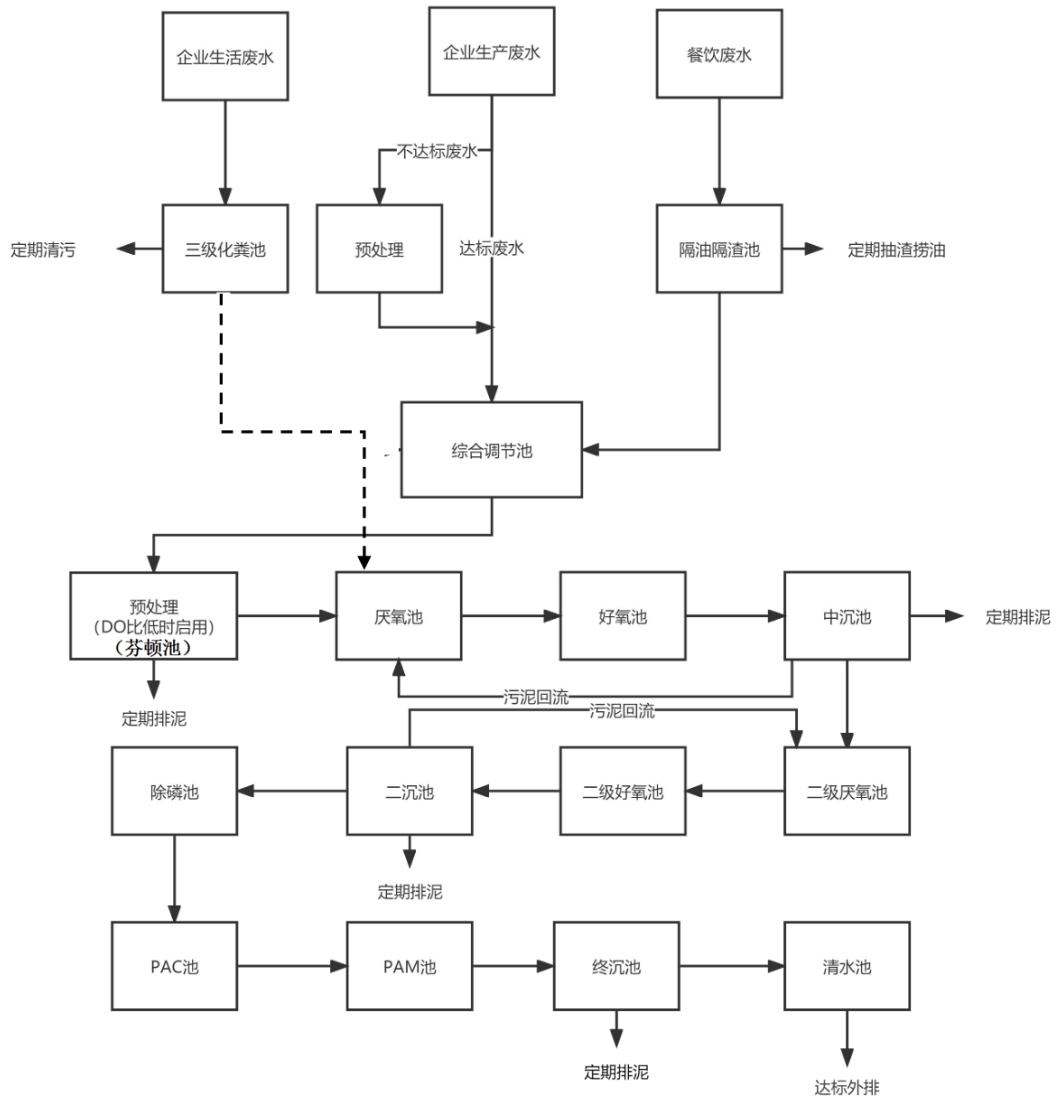 企业生活废水
企业生产废水
餐饮废水
不达标废水
定期清污
三级化粪池
预处理
达标废水
隔油隔渣池
定期抽渣捞油
综合调节池
预处理
（DO比低时启用）
（芬顿池）
厌氧池
好氧池
中沉池
定期排泥
定期排泥
污泥回流
污泥回流
除磷池
二沉池
二级好氧池
二级厌氧池
定期排泥
PAC池
PAM池
终沉池
清水池
定期排泥
达标外排